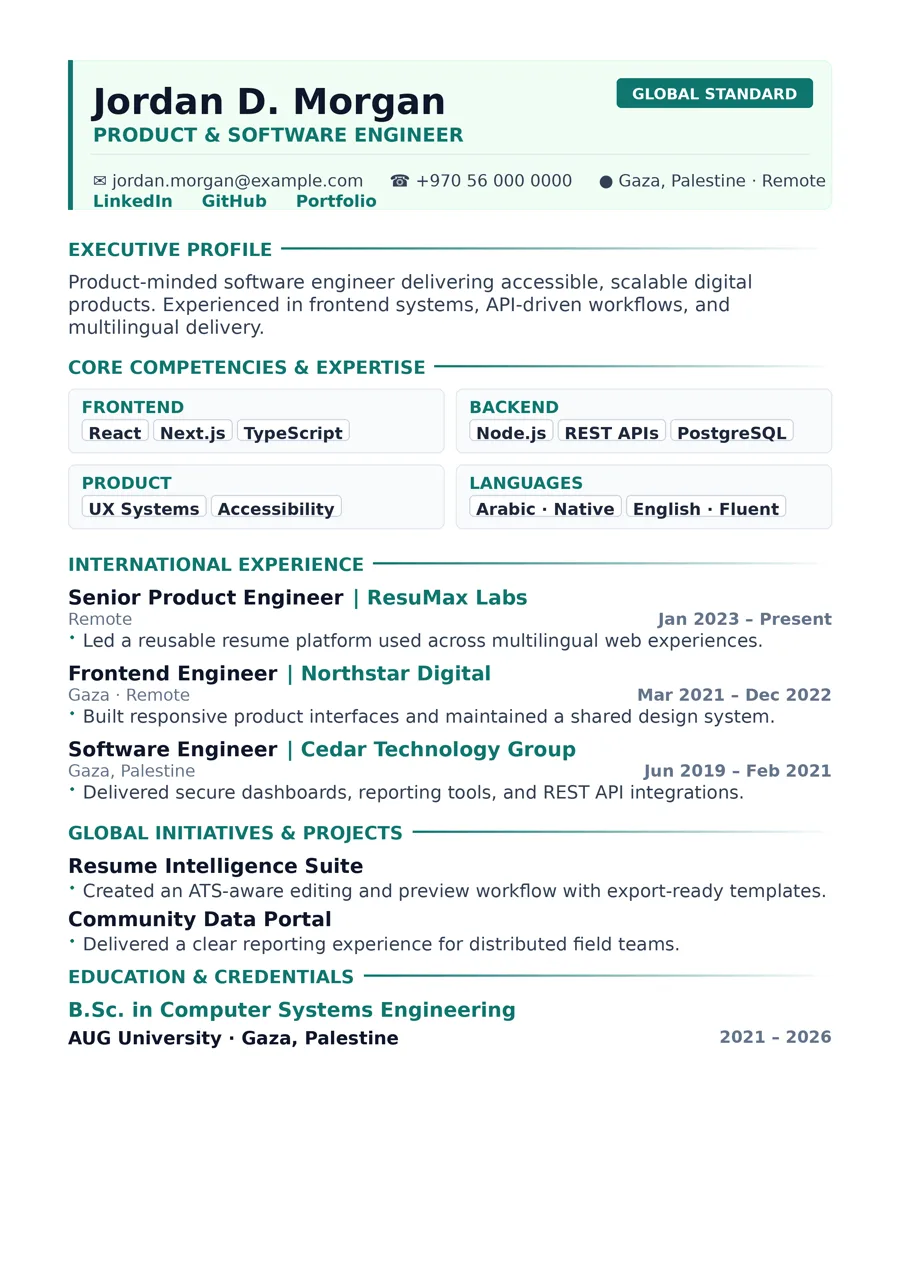 Jordan D. Morgan
GLOBAL STANDARD
PRODUCT & SOFTWARE ENGINEER
✉ jordan.morgan@example.com ☎ +970 56 000 0000 ● Gaza, Palestine · Remote
LinkedIn GitHub Portfolio
EXECUTIVE PROFILE
Product-minded software engineer delivering accessible, scalable digital
products. Experienced in frontend systems, API-driven workflows, and
multilingual delivery.
CORE COMPETENCIES & EXPERTISE
FRONTEND
React Next.js TypeScript
BACKEND
Node.js REST APIs PostgreSQL
PRODUCT
UX Systems Accessibility
LANGUAGES
Arabic · Native English · Fluent
INTERNATIONAL EXPERIENCE
Senior Product Engineer | ResuMax Labs
Remote Jan 2023 – Present
• Led a reusable resume platform used across multilingual web experiences.
Frontend Engineer | Northstar Digital
Gaza · Remote Mar 2021 – Dec 2022
• Built responsive product interfaces and maintained a shared design system.
Software Engineer | Cedar Technology Group
Gaza, Palestine Jun 2019 – Feb 2021
• Delivered secure dashboards, reporting tools, and REST API integrations.
GLOBAL INITIATIVES & PROJECTS
Resume Intelligence Suite
• Created an ATS-aware editing and preview workflow with export-ready templates.
Community Data Portal
• Delivered a clear reporting experience for distributed field teams.
EDUCATION & CREDENTIALS
B.Sc. in Computer Systems Engineering
AUG University · Gaza, Palestine 2021 – 2026